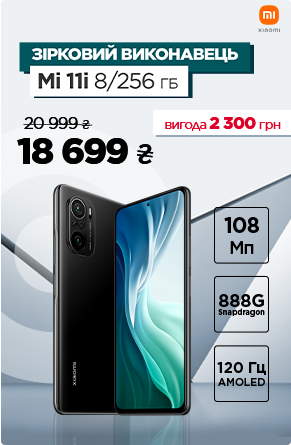 xiaomi
ЗІРКОВИЙ ВИКОНАВЕЦЬ
Mi 11i 8/256 ГБ
20 999 ₴
вигода 2 300 грн
18 699 ₴
108
Мп
888G
Snapdragon
120 Гц
AMOLED
xiaomi